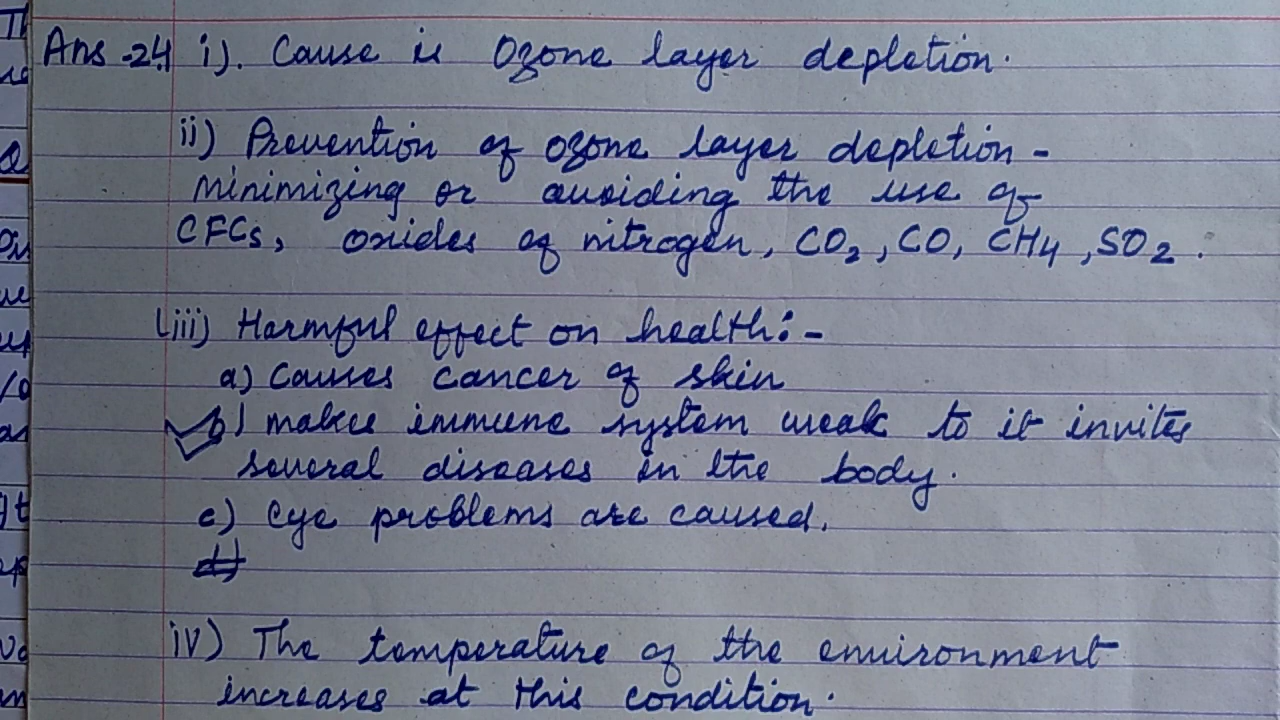 Ans-24 i). Cause is Ozone layer depletion.
ii) Prevention of ozone layer depletion -
minimizing or avoiding the use of
CFCs, oxides of nitrogen, CO2, CO, CH4, SO2.
(iii) Harmful effect on health:-
a) Causes cancer of skin
b) makes immune system weak to it invites
several diseases in the body.
c) Eye problems are caused.
d)
iv) The temperature of the environment
increases at this condition.